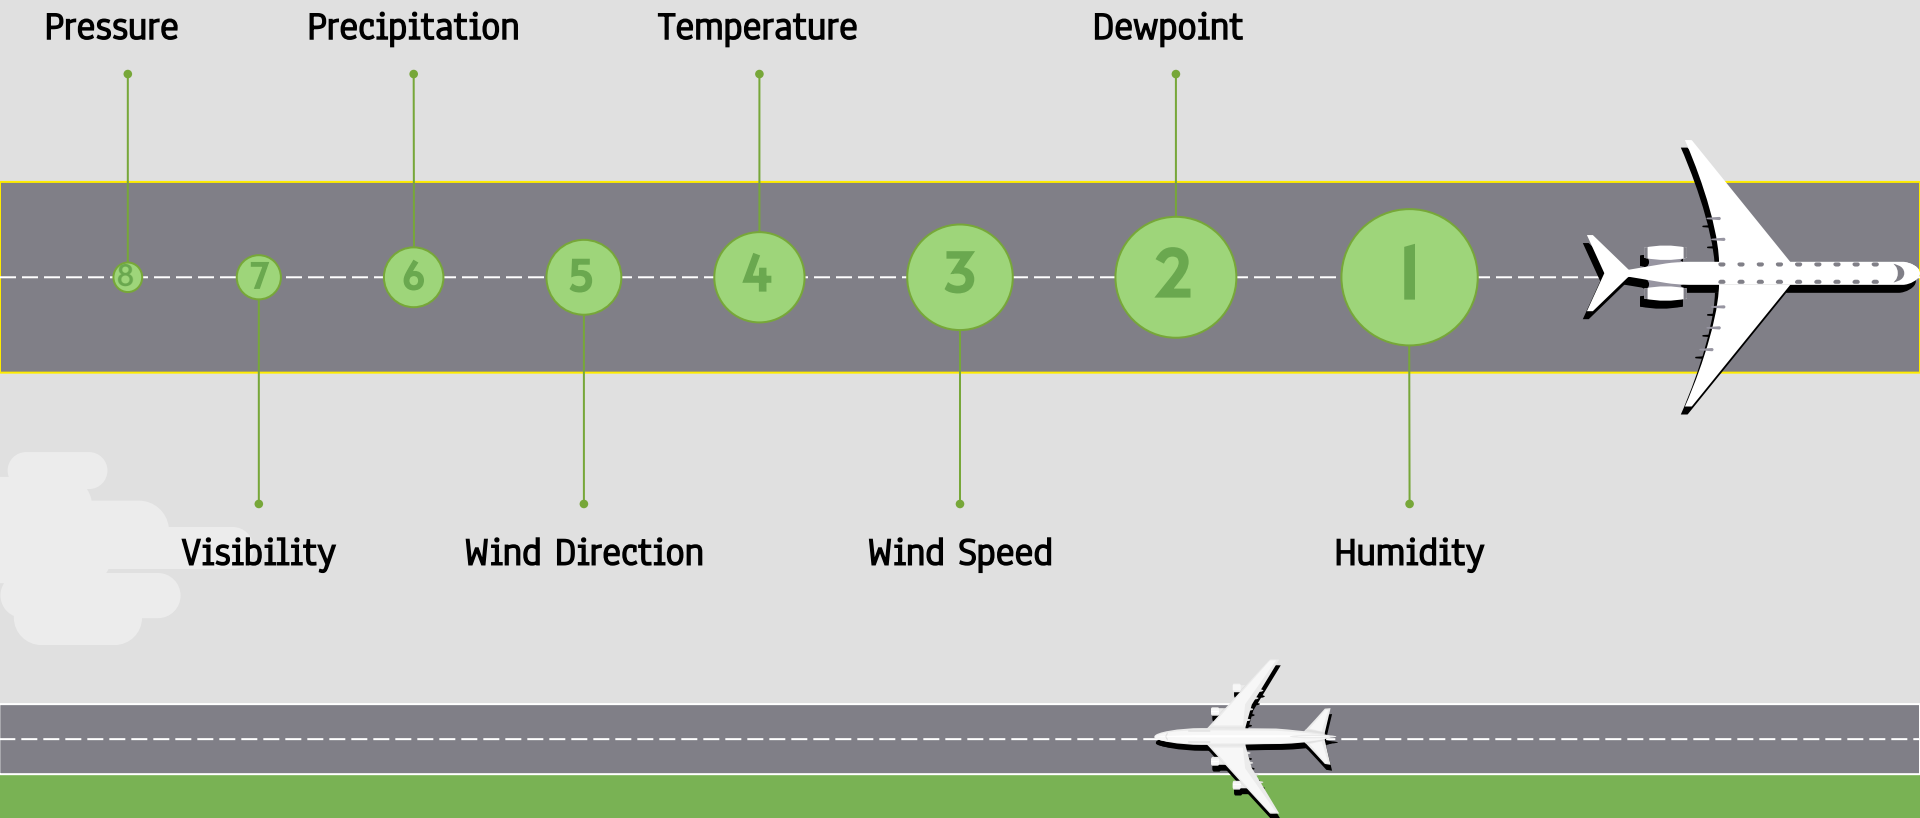 Pressure
Precipitation
Temperature
Dewpoint
8
7
6
5
4
3
2
1
Visibility
Wind Direction
Wind Speed
Humidity